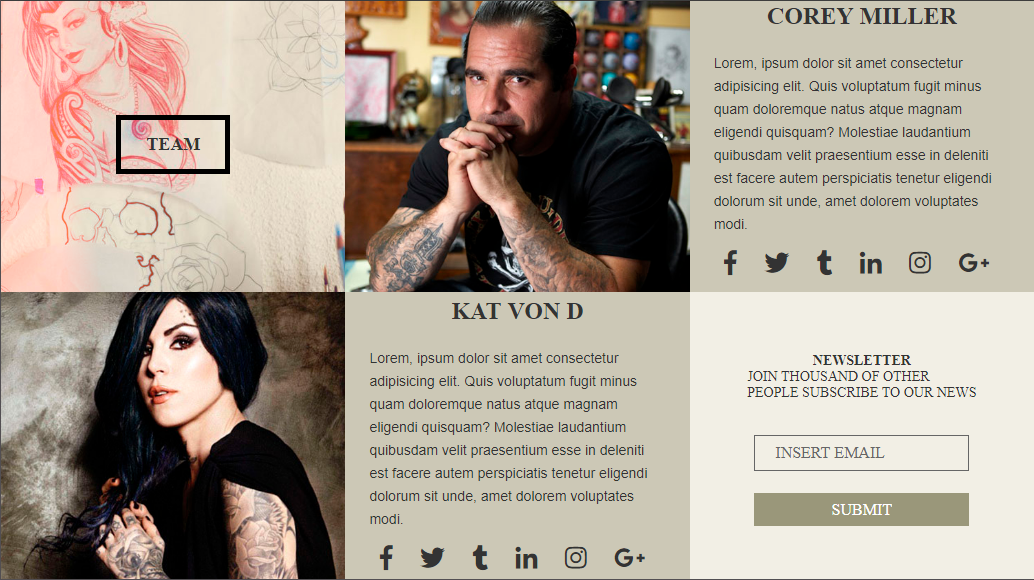 TEAM
COREY MILLER
Lorem, ipsum dolor sit amet consectetur
adipisicing elit. Quis voluptatum fugit minus
quam doloremque natus atque magnam
eligendi quisquam? Molestiae laudantium
quibusdam velit praesentium esse in deleniti
est facere autem perspiciatis tenetur eligendi
dolorum sit unde, amet dolorem voluptates
modi.
KAT VON D
Lorem, ipsum dolor sit amet consectetur
adipisicing elit. Quis voluptatum fugit minus
quam doloremque natus atque magnam
eligendi quisquam? Molestiae laudantium
quibusdam velit praesentium esse in deleniti
est facere autem perspiciatis tenetur eligendi
dolorum sit unde, amet dolorem voluptates
modi.
NEWSLETTER
JOIN THOUSAND OF OTHER
PEOPLE SUBSCRIBE TO OUR NEWS
INSERT EMAIL
SUBMIT